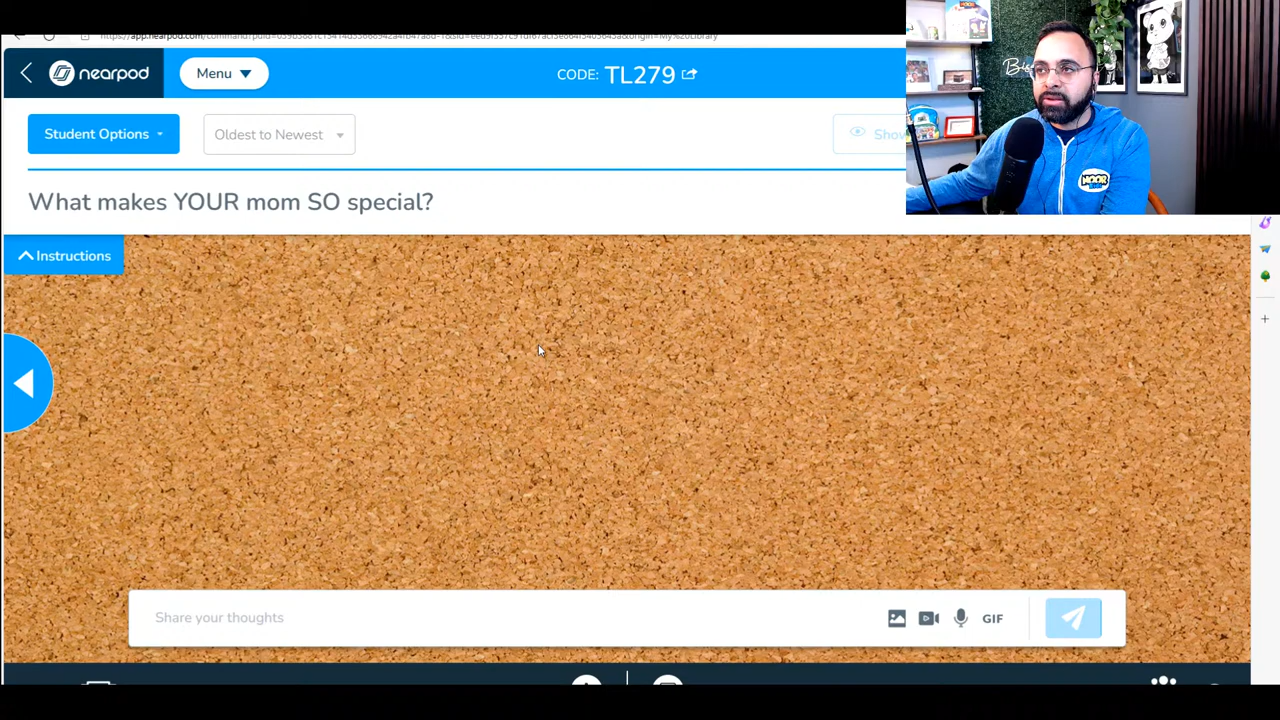 nearpod
Menu
CODE: TL279
Student Options
Oldest to Newest
Show
What makes YOUR mom SO special?
Instructions
Share your thoughts
GIF
NOOR